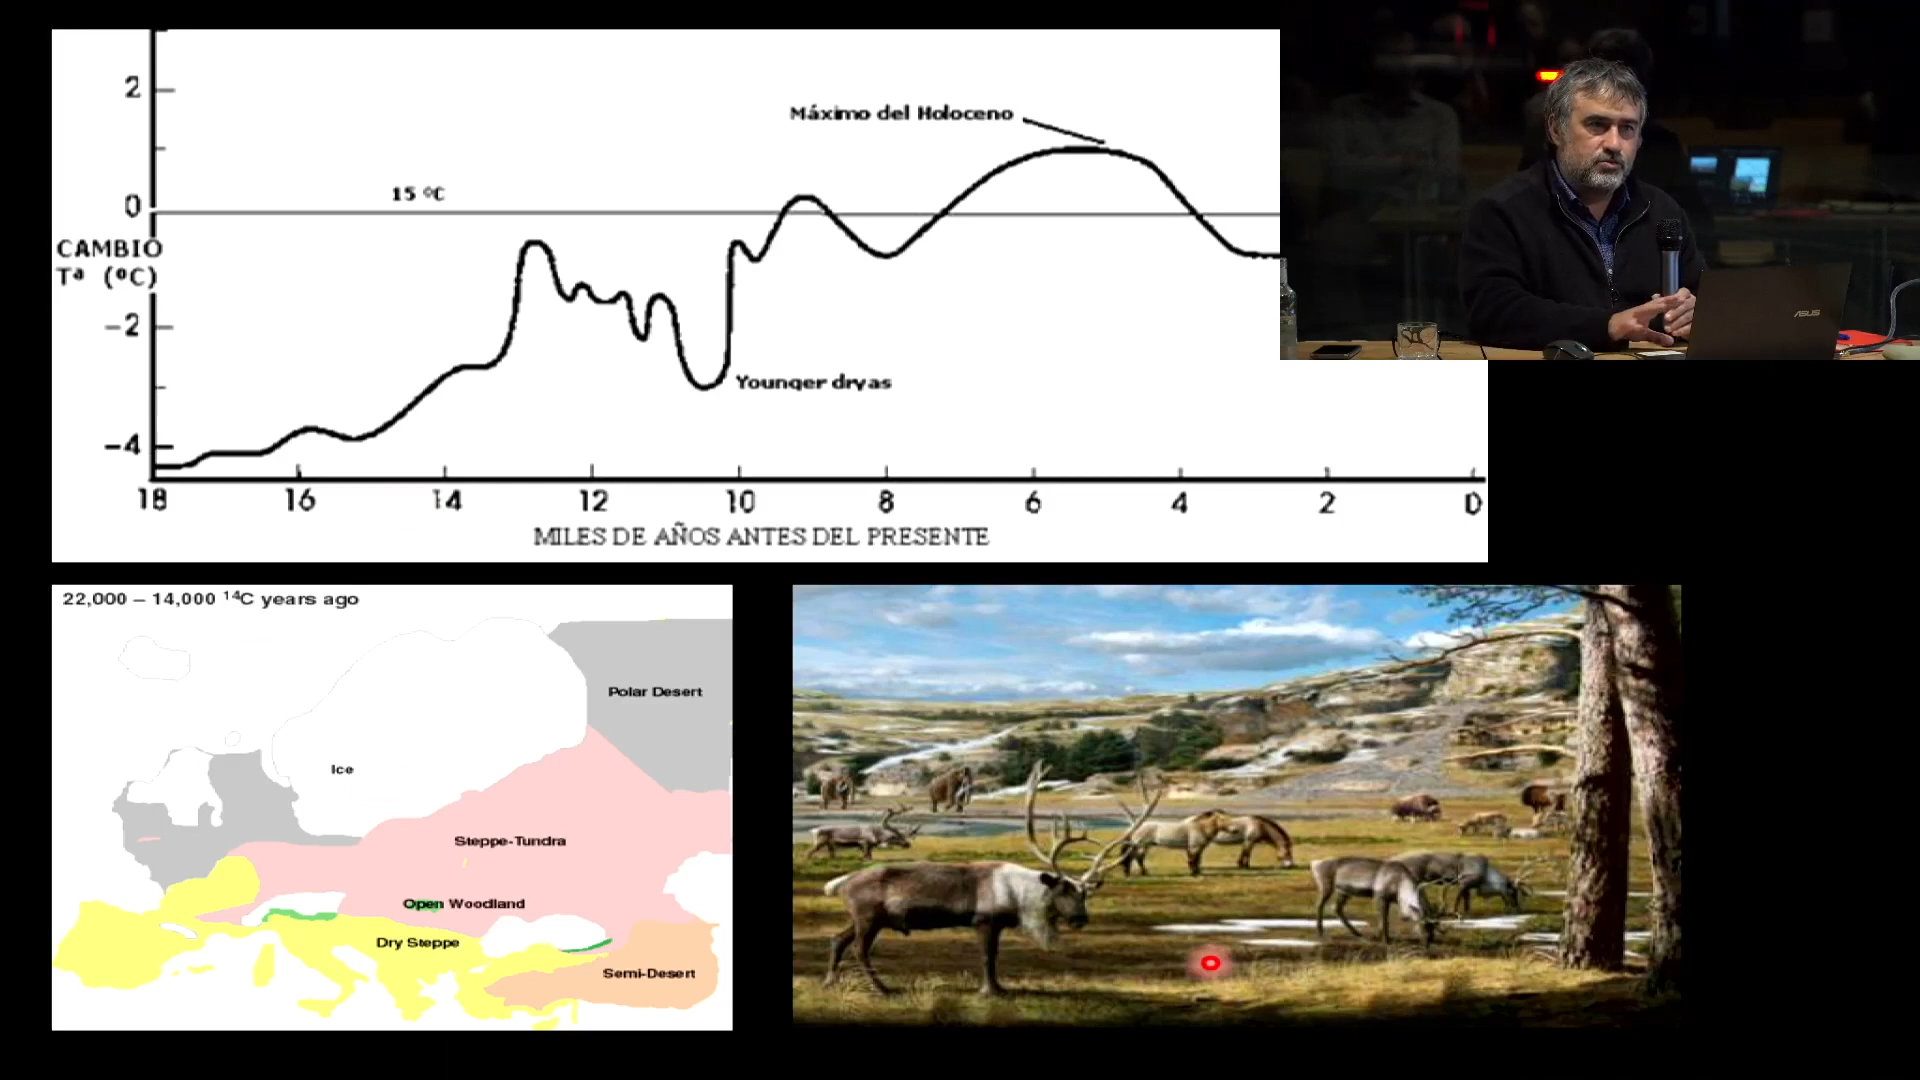 2
Máximo del Holoceno
15 ºC
0
CAMBIO
Tª (ºC)
-2
Younger dryas
-4
18 16 14 12 10 8 6 4 2 0
MILES DE AÑOS ANTES DEL PRESENTE
22,000 – 14,000 ¹⁴C years ago
Polar Desert
Ice
Steppe-Tundra
Open Woodland
Dry Steppe
Semi-Desert
ASUS